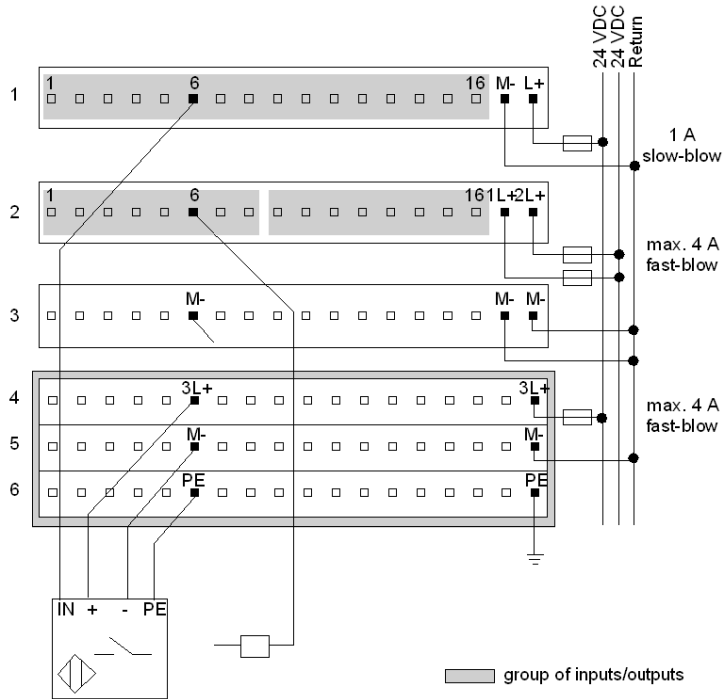 24 VDC
24 VDC
Return
1 6 16 M- L+
1
1 A
slow-blow
1 6 16 1L+ 2L+
2
max. 4 A
fast-blow
M- M- M-
3
3L+ 3L+
4
max. 4 A
fast-blow
M- M-
5
PE PE
6
IN + - PE
group of inputs/outputs